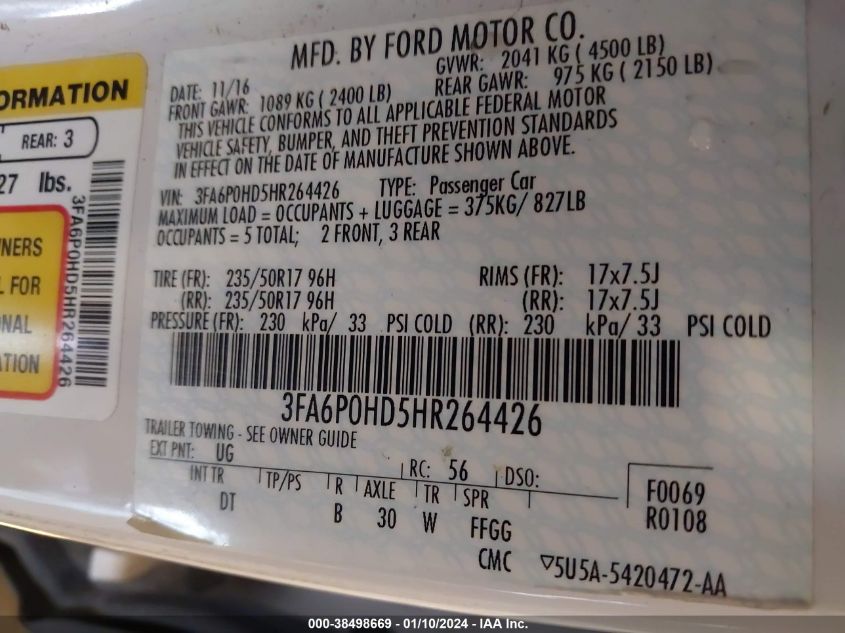 MFD. BY FORD MOTOR CO.
DATE: 11/16 GVWR: 2041 KG ( 4500 LB)
FRONT GAWR: 1089 KG ( 2400 LB) REAR GAWR: 975 KG ( 2150 LB)
THIS VEHICLE CONFORMS TO ALL APPLICABLE FEDERAL MOTOR
VEHICLE SAFETY, BUMPER, AND THEFT PREVENTION STANDARDS
IN EFFECT ON THE DATE OF MANUFACTURE SHOWN ABOVE.
VIN: 3FA6P0HD5HR264426 TYPE: Passenger Car
MAXIMUM LOAD = OCCUPANTS + LUGGAGE = 375KG/ 827LB
OCCUPANTS = 5 TOTAL; 2 FRONT, 3 REAR
TIRE (FR): 235/50R17 96H RIMS (FR): 17x7.5J
(RR): 235/50R17 96H (RR): 17x7.5J
PRESSURE (FR): 230 kPa/ 33 PSI COLD (RR): 230 kPa/ 33 PSI COLD
3FA6P0HD5HR264426
TRAILER TOWING - SEE OWNER GUIDE
EXT PNT: UG RC: 56 DSO:
INT TR TP/PS R AXLE TR SPR F0069
DT B 30 W FFGG R0108
CMC ▽5U5A-5420472-AA
ORMATION
REAR: 3
27 lbs.
3FA6P0HD5HR264426
NERS
L FOR
NAL
ATION
000-38498669 — 01/10/2024 — IAA Inc.